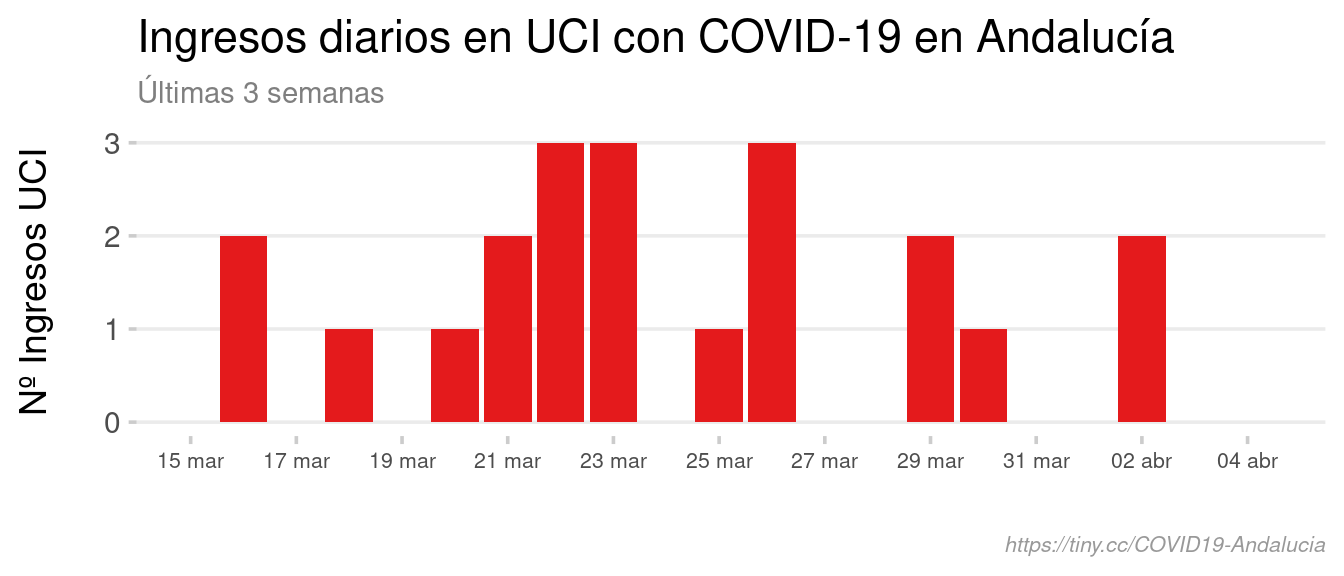 Ingresos diarios en UCI con COVID-19 en Andalucía
Últimas 3 semanas
Nº Ingresos UCI
3
2
1
0
15 mar 17 mar 19 mar 21 mar 23 mar 25 mar 27 mar 29 mar 31 mar 02 abr 04 abr
https://tiny.cc/COVID19-Andalucia